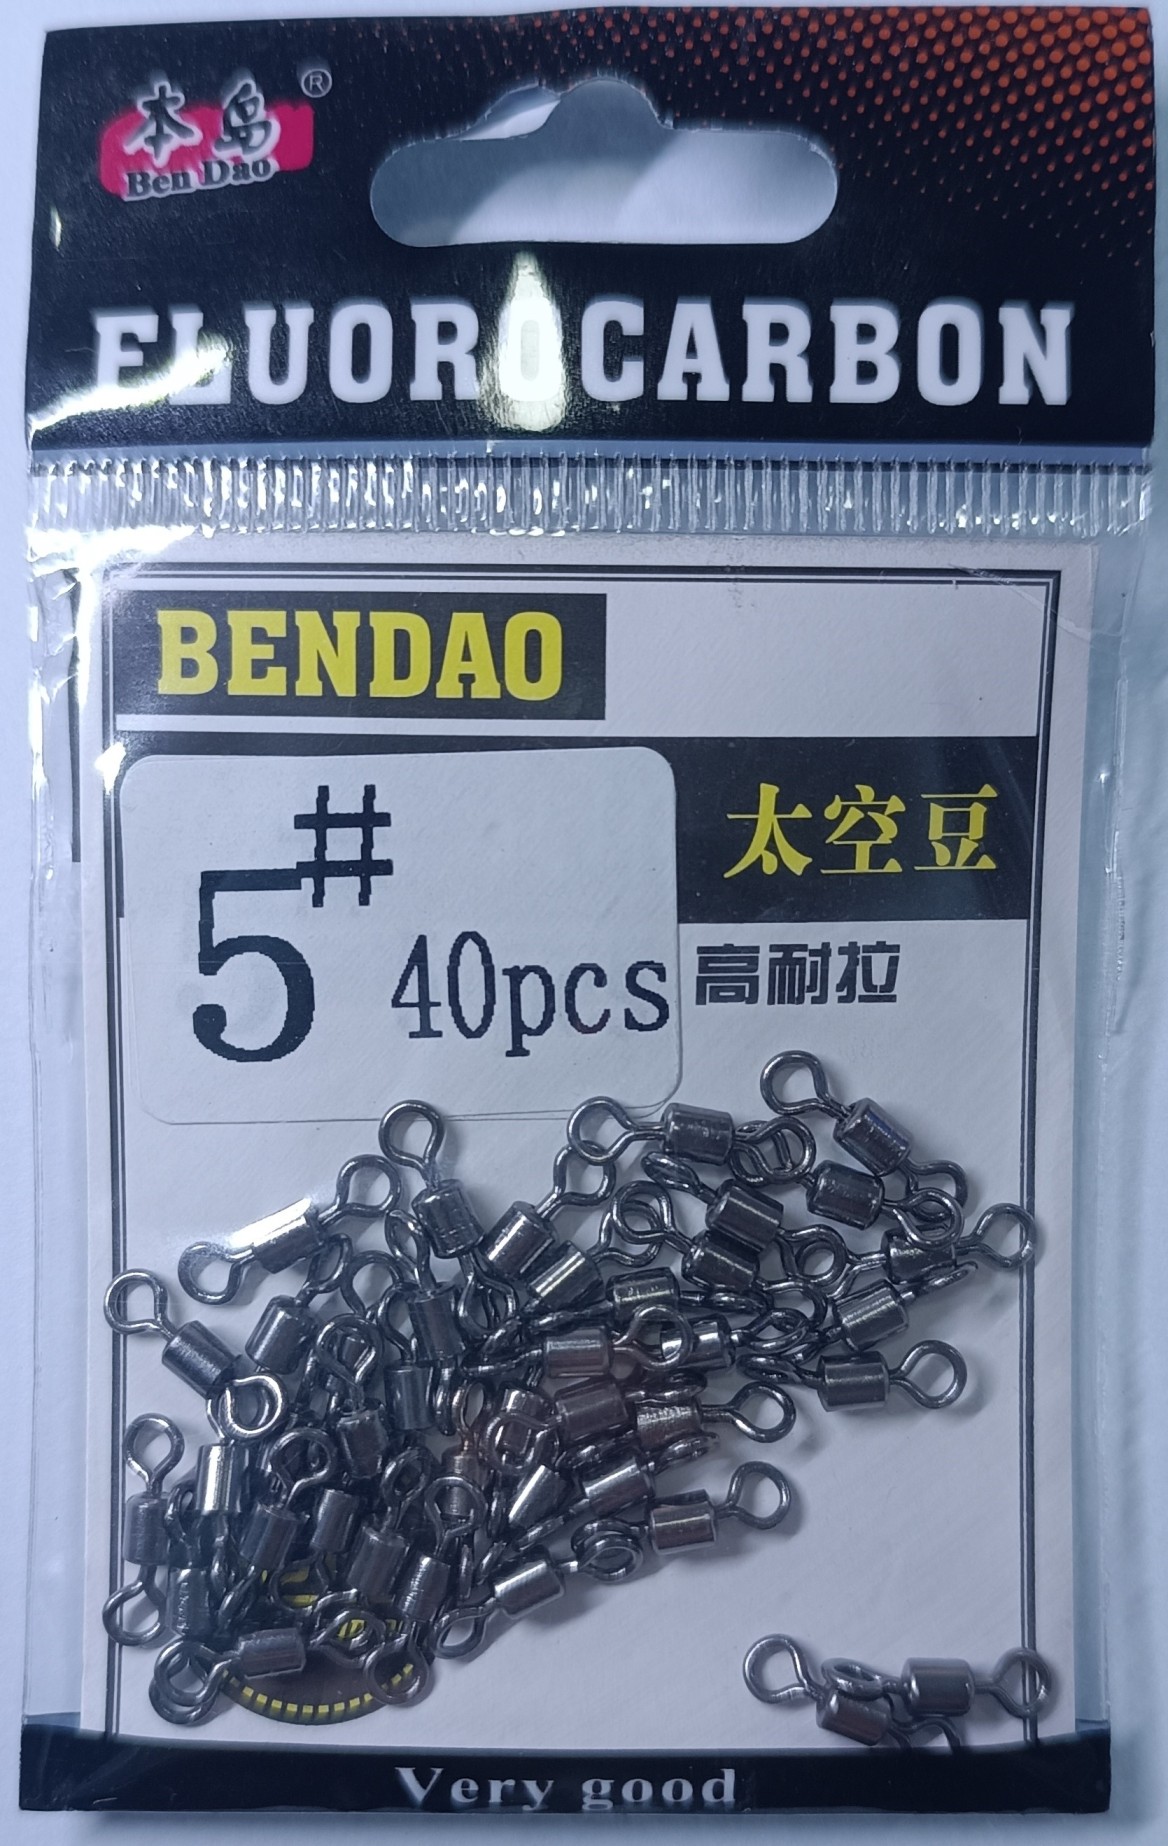 本岛®
Ben Dao
FLUOROCARBON
BENDAO
5# 40pcs
太空豆
高耐拉
Very good